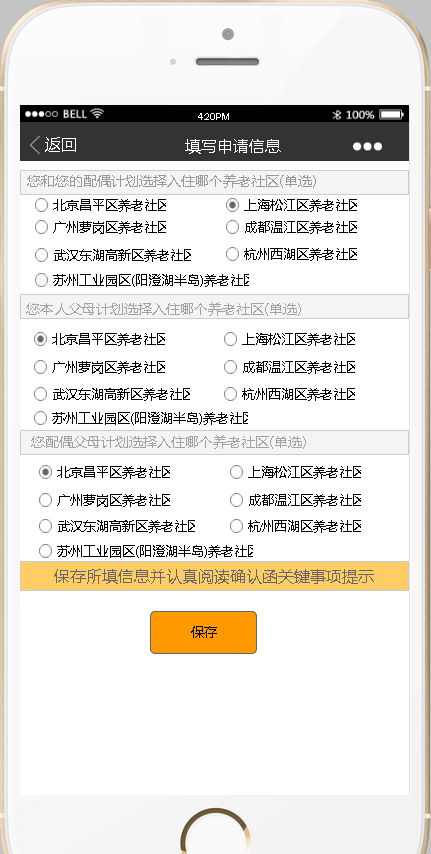 BELL 4:20PM 100%
返回 填写申请信息
您和您的配偶计划选择入住哪个养老社区(单选)
北京昌平区养老社区 上海松江区养老社区
广州萝岗区养老社区 成都温江区养老社区
武汉东湖高新区养老社区 杭州西湖区养老社区
苏州工业园区(阳澄湖半岛)养老社区
您本人父母计划选择入住哪个养老社区(单选)
北京昌平区养老社区 上海松江区养老社区
广州萝岗区养老社区 成都温江区养老社区
武汉东湖高新区养老社区 杭州西湖区养老社区
苏州工业园区(阳澄湖半岛)养老社区
您配偶父母计划选择入住哪个养老社区(单选)
北京昌平区养老社区 上海松江区养老社区
广州萝岗区养老社区 成都温江区养老社区
武汉东湖高新区养老社区 杭州西湖区养老社区
苏州工业园区(阳澄湖半岛)养老社区
保存所填信息并认真阅读确认函关键事项提示
保存